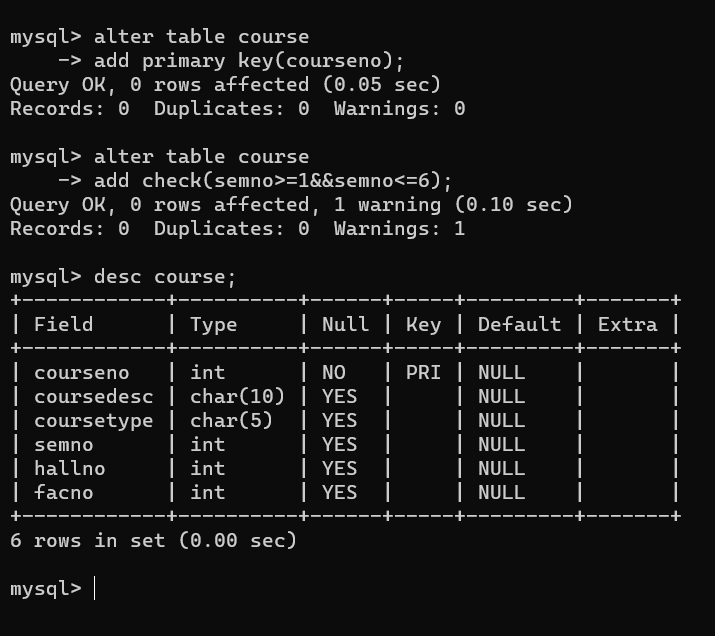 mysql> alter table course
    -> add primary key(courseno);
Query OK, 0 rows affected (0.05 sec)
Records: 0  Duplicates: 0  Warnings: 0

mysql> alter table course
    -> add check(semno>=1&&semno<=6);
Query OK, 0 rows affected, 1 warning (0.10 sec)
Records: 0  Duplicates: 0  Warnings: 1

mysql> desc course;
+------------+----------+------+-----+---------+-------+
| Field      | Type     | Null | Key | Default | Extra |
+------------+----------+------+-----+---------+-------+
| courseno   | int      | NO   | PRI | NULL    |       |
| coursedesc | char(10) | YES  |     | NULL    |       |
| coursetype | char(5)  | YES  |     | NULL    |       |
| semno      | int      | YES  |     | NULL    |       |
| hallno     | int      | YES  |     | NULL    |       |
| facno      | int      | YES  |     | NULL    |       |
+------------+----------+------+-----+---------+-------+
6 rows in set (0.00 sec)

mysql>